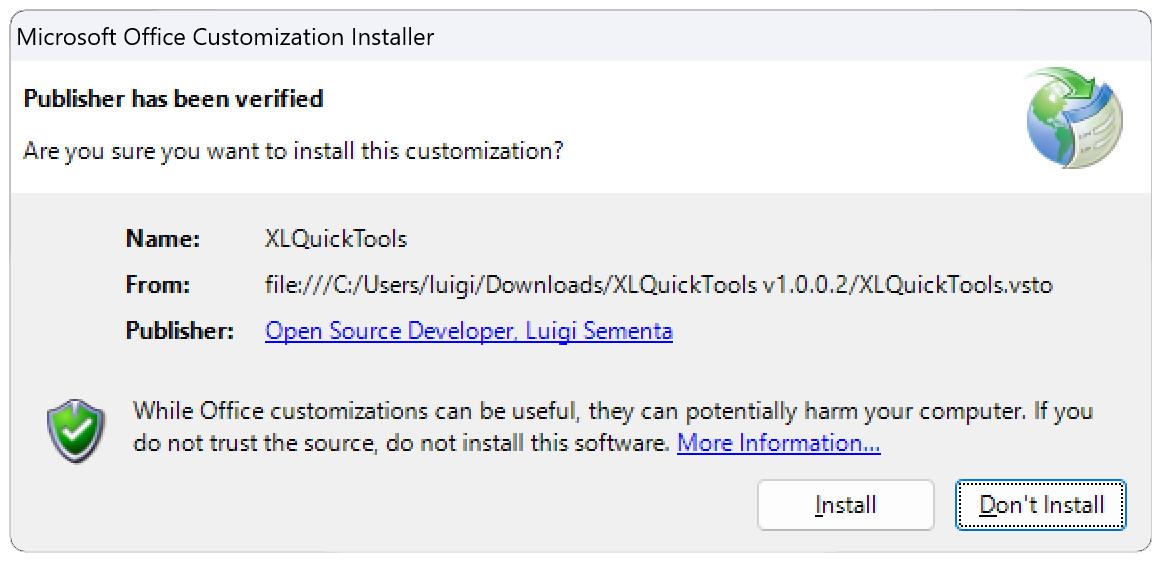 Microsoft Office Customization Installer
Publisher has been verified
Are you sure you want to install this customization?
Name: XLQuickTools
From: file:///C:/Users/luigi/Downloads/XLQuickTools v1.0.0.2/XLQuickTools.vsto
Publisher: Open Source Developer, Luigi Sementa
While Office customizations can be useful, they can potentially harm your computer. If you
do not trust the source, do not install this software. More Information...
Install Don't Install